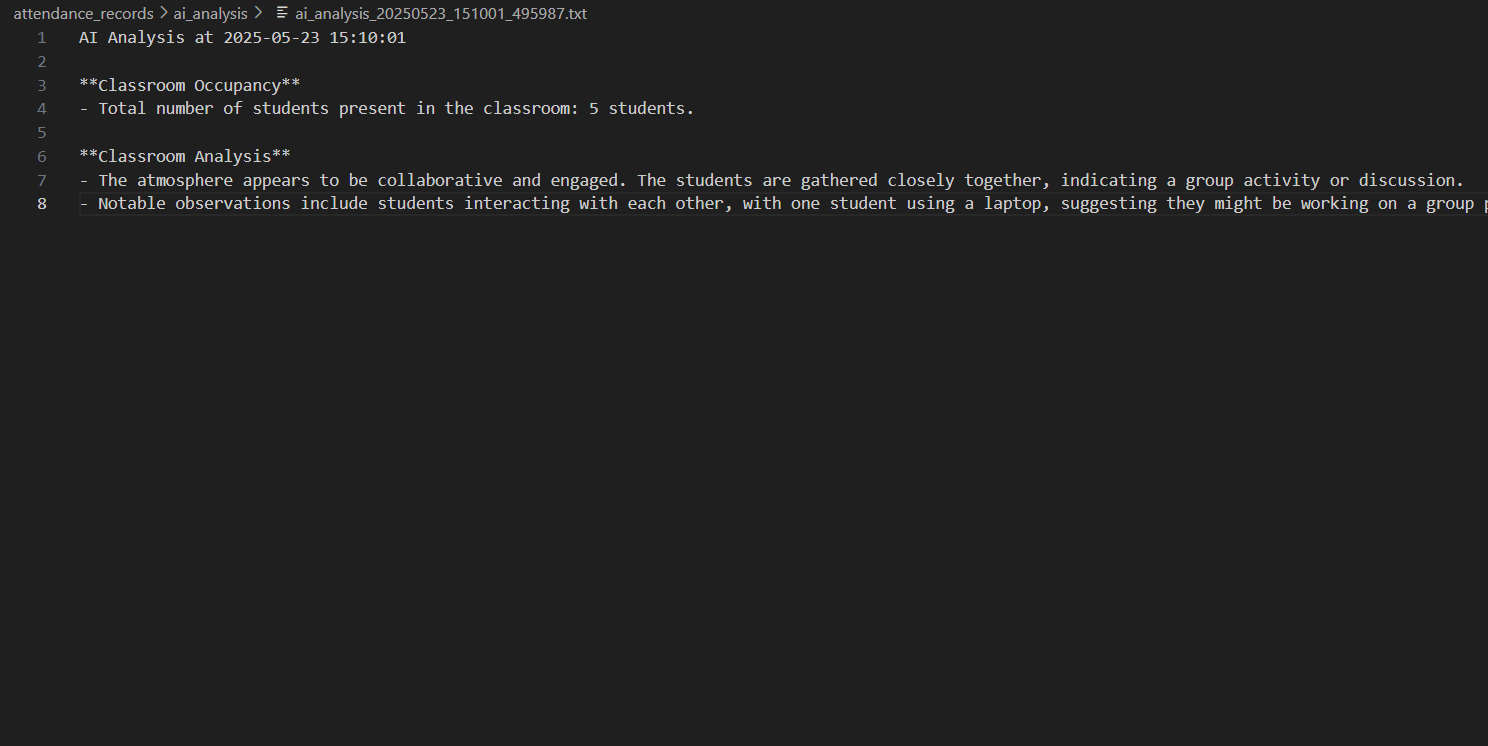 attendance_records > ai_analysis > ai_analysis_20250523_151001_495987.txt
1 AI Analysis at 2025-05-23 15:10:01
2
3 **Classroom Occupancy**
4 - Total number of students present in the classroom: 5 students.
5
6 **Classroom Analysis**
7 - The atmosphere appears to be collaborative and engaged. The students are gathered closely together, indicating a group activity or discussion.
8 - Notable observations include students interacting with each other, with one student using a laptop, suggesting they might be working on a group